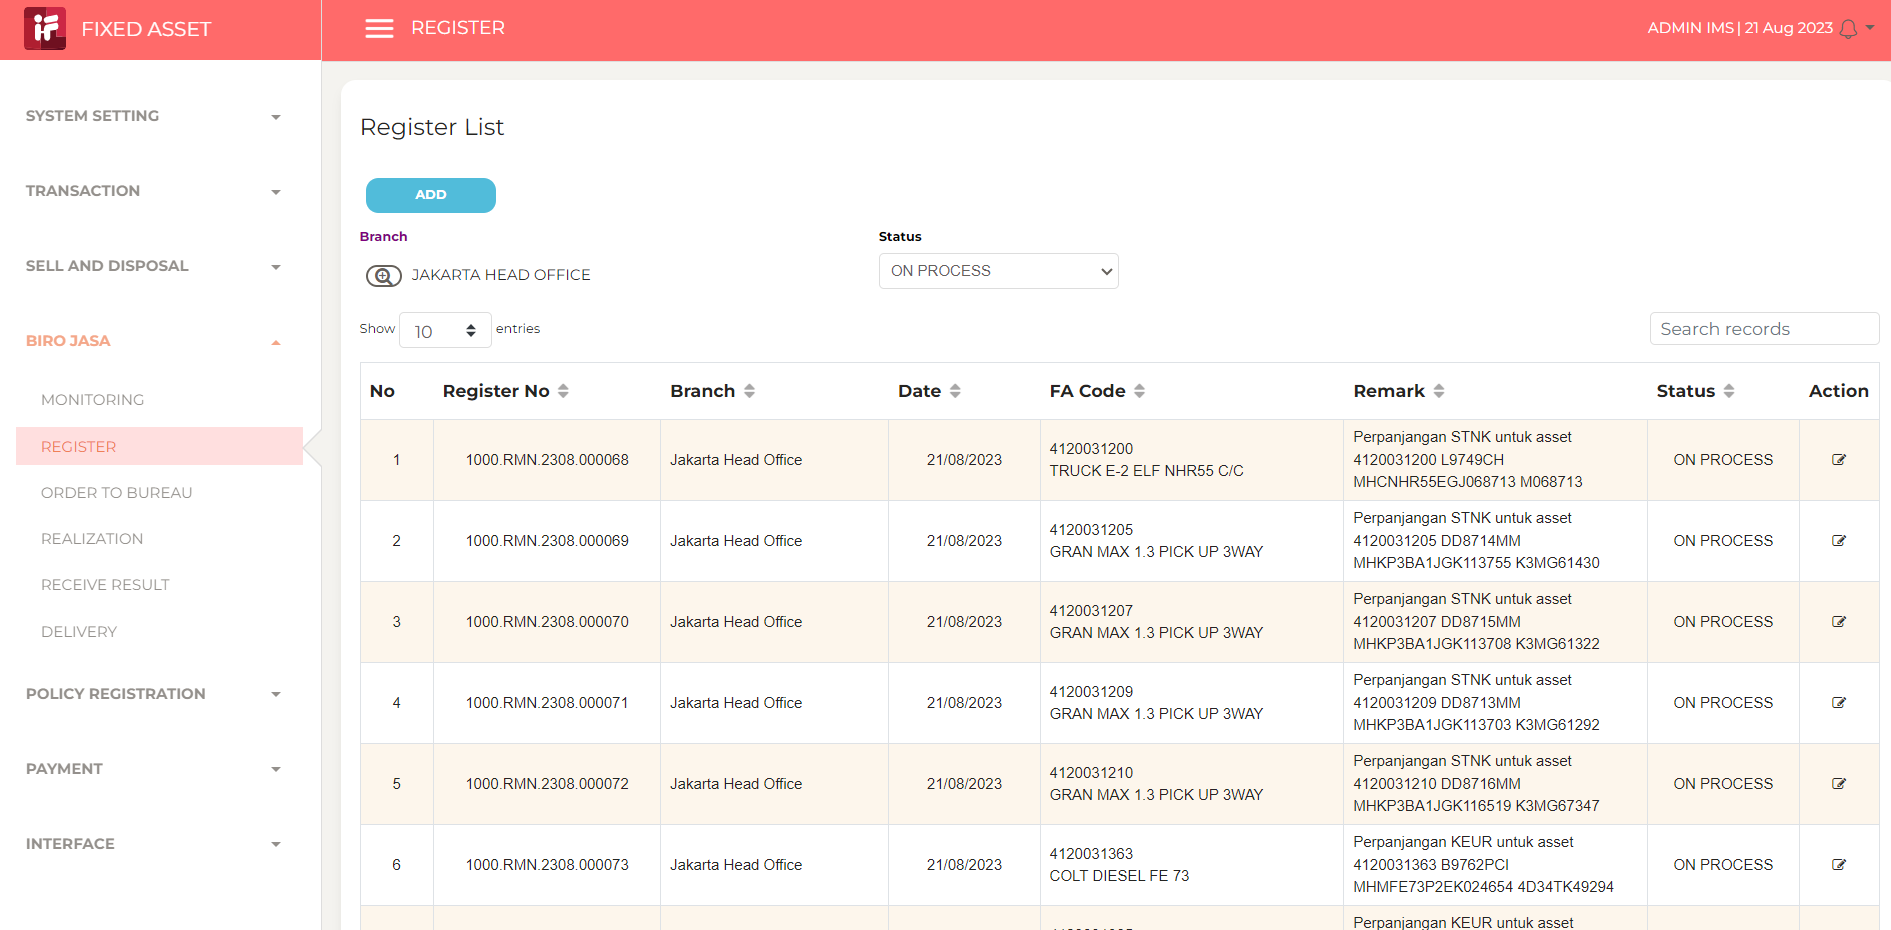 FIXED ASSET
REGISTER
ADMIN IMS | 21 Aug 2023
SYSTEM SETTING
TRANSACTION
SELL AND DISPOSAL
BIRO JASA
MONITORING
REGISTER
ORDER TO BUREAU
REALIZATION
RECEIVE RESULT
DELIVERY
POLICY REGISTRATION
PAYMENT
INTERFACE
Register List
ADD
Branch
Status
JAKARTA HEAD OFFICE
ON PROCESS
Show 10 entries
Search records
No Register No Branch Date FA Code Remark Status Action
1 1000.RMN.2308.000068 Jakarta Head Office 21/08/2023
4120031200
TRUCK E-2 ELF NHR55 C/C
Perpanjangan STNK untuk asset
4120031200 L9749CH
MHCNHR55EGJ068713 M068713
ON PROCESS
2 1000.RMN.2308.000069 Jakarta Head Office 21/08/2023
4120031205
GRAN MAX 1.3 PICK UP 3WAY
Perpanjangan STNK untuk asset
4120031205 DD8714MM
MHKP3BA1JGK113755 K3MG61430
ON PROCESS
3 1000.RMN.2308.000070 Jakarta Head Office 21/08/2023
4120031207
GRAN MAX 1.3 PICK UP 3WAY
Perpanjangan STNK untuk asset
4120031207 DD8715MM
MHKP3BA1JGK113708 K3MG61322
ON PROCESS
4 1000.RMN.2308.000071 Jakarta Head Office 21/08/2023
4120031209
GRAN MAX 1.3 PICK UP 3WAY
Perpanjangan STNK untuk asset
4120031209 DD8713MM
MHKP3BA1JGK113703 K3MG61292
ON PROCESS
5 1000.RMN.2308.000072 Jakarta Head Office 21/08/2023
4120031210
GRAN MAX 1.3 PICK UP 3WAY
Perpanjangan STNK untuk asset
4120031210 DD8716MM
MHKP3BA1JGK116519 K3MG67347
ON PROCESS
6 1000.RMN.2308.000073 Jakarta Head Office 21/08/2023
4120031363
COLT DIESEL FE 73
Perpanjangan KEUR untuk asset
4120031363 B9762PCI
MHMFE73P2EK024654 4D34TK49294
ON PROCESS
Perpanjangan KEUR untuk asset